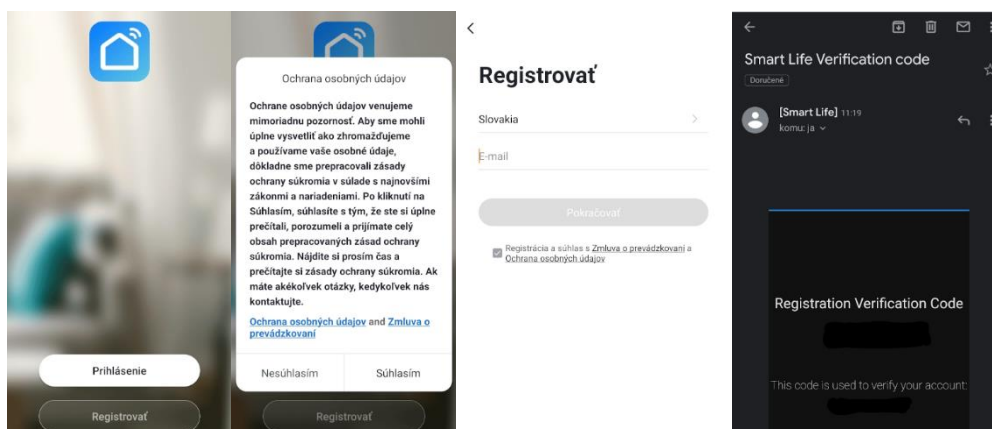 Prihlásenie
Registrovať
Ochrana osobných údajov
Ochrane osobných údajov venujeme
mimoriadnu pozornosť. Aby sme mohli
úplne vysvetliť ako zhromažďujeme
a používame vaše osobné údaje,
dôkladne sme prepracovali zásady
ochrany súkromia v súlade s najnovšími
zákonmi a nariadeniami. Po kliknutí na
Súhlasím, súhlasíte s tým, že ste si úplne
prečítali, porozumeli a prijímate celý
obsah prepracovaných zásad ochrany
súkromia. Nájdite si prosím čas a
prečítajte si zásady ochrany súkromia. Ak
máte akékoľvek otázky, kedykoľvek nás
kontaktujte.
Ochrana osobných údajov and Zmluva o
prevádzkovaní
Nesúhlasím Súhlasím
Registrovať
Registrovať
Slovakia
E-mail
Pokračovať
Registrácia a súhlas s Zmluva o prevádzkovaní a
Ochrana osobných údajov
Smart Life Verification code
Doručené
[Smart Life] 11:19
komu: ja
Registration Verification Code
This code is used to verify your account: